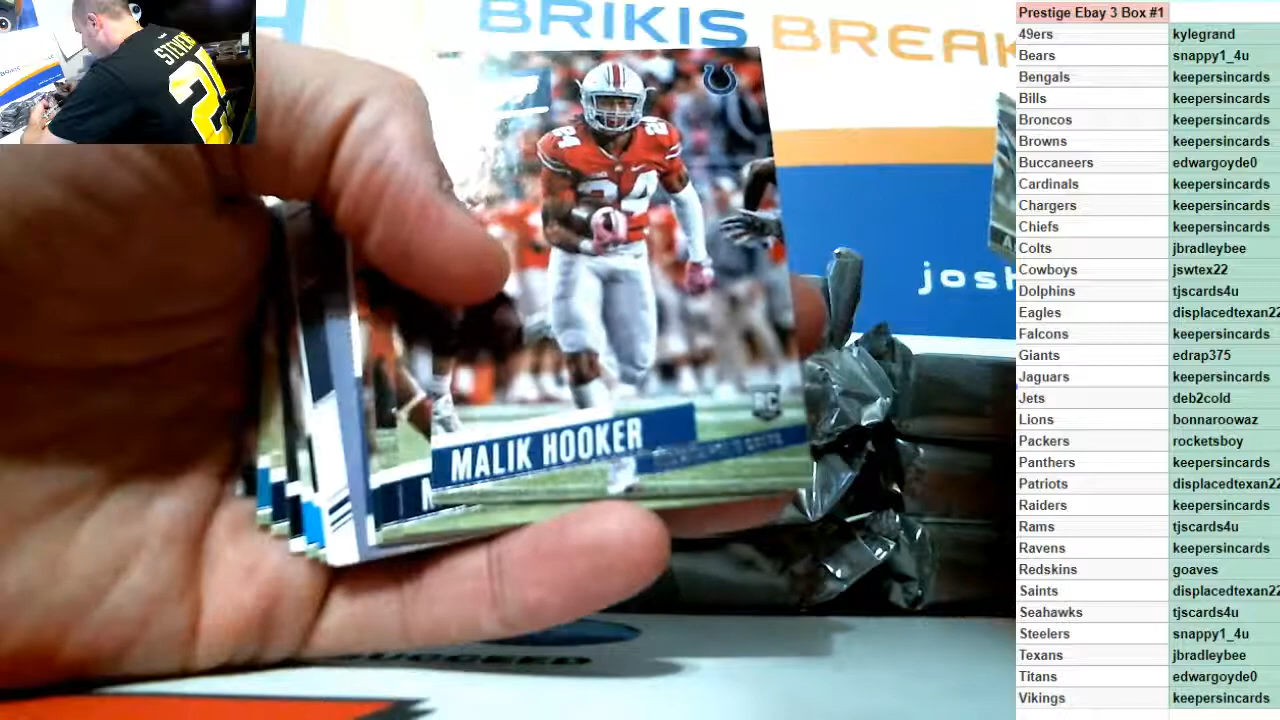 BRIKIS BREAK
STEVENS
2
josh
24
24
MALIK HOOKER
RC
Prestige Ebay 3 Box #1
49ers kylegrand
Bears snappy1_4u
Bengals keepersincards
Bills keepersincards
Broncos keepersincards
Browns keepersincards
Buccaneers edwargoyde0
Cardinals keepersincards
Chargers keepersincards
Chiefs keepersincards
Colts jbradleybee
Cowboys jswtex22
Dolphins tjscards4u
Eagles displacedtexan22
Falcons keepersincards
Giants edrap375
Jaguars keepersincards
Jets deb2cold
Lions bonnaroowaz
Packers rocketsboy
Panthers keepersincards
Patriots displacedtexan22
Raiders keepersincards
Rams tjscards4u
Ravens keepersincards
Redskins goaves
Saints displacedtexan22
Seahawks tjscards4u
Steelers snappy1_4u
Texans jbradleybee
Titans edwargoyde0
Vikings keepersincards